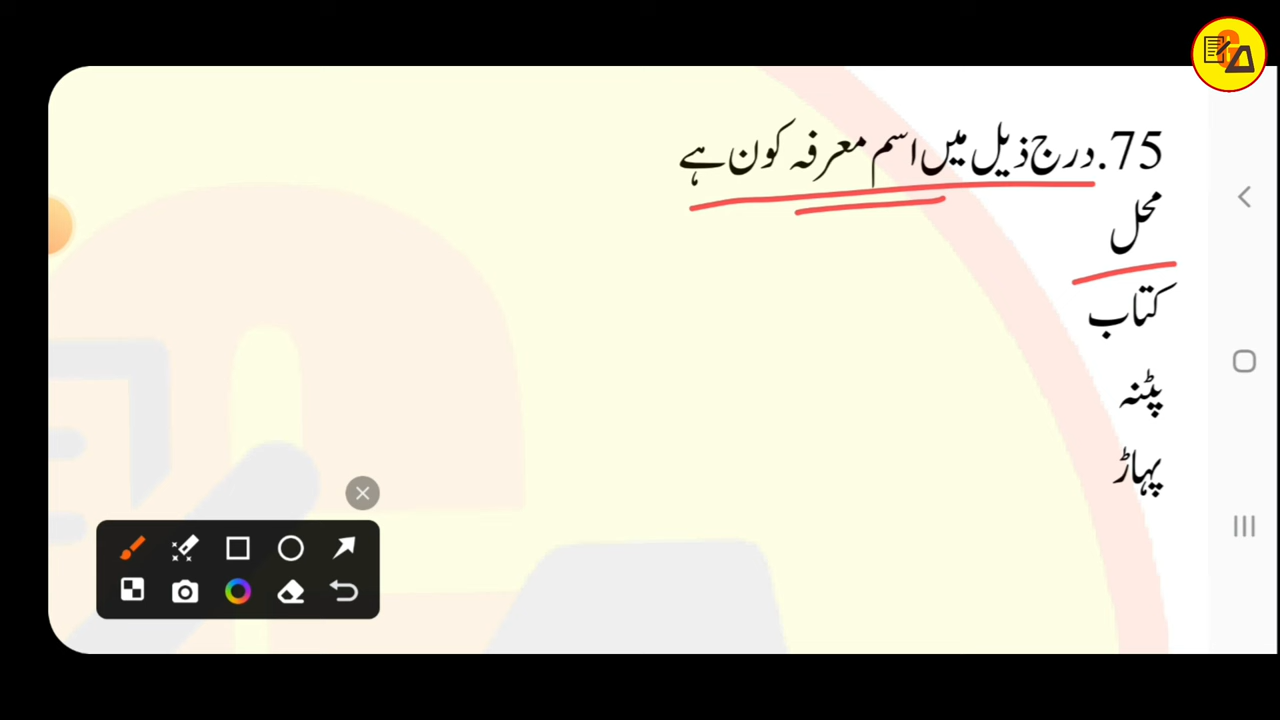 75. درج ذیل میں اسم معرفہ کون ہے
محل
کتاب
پٹنہ
پہاڑ